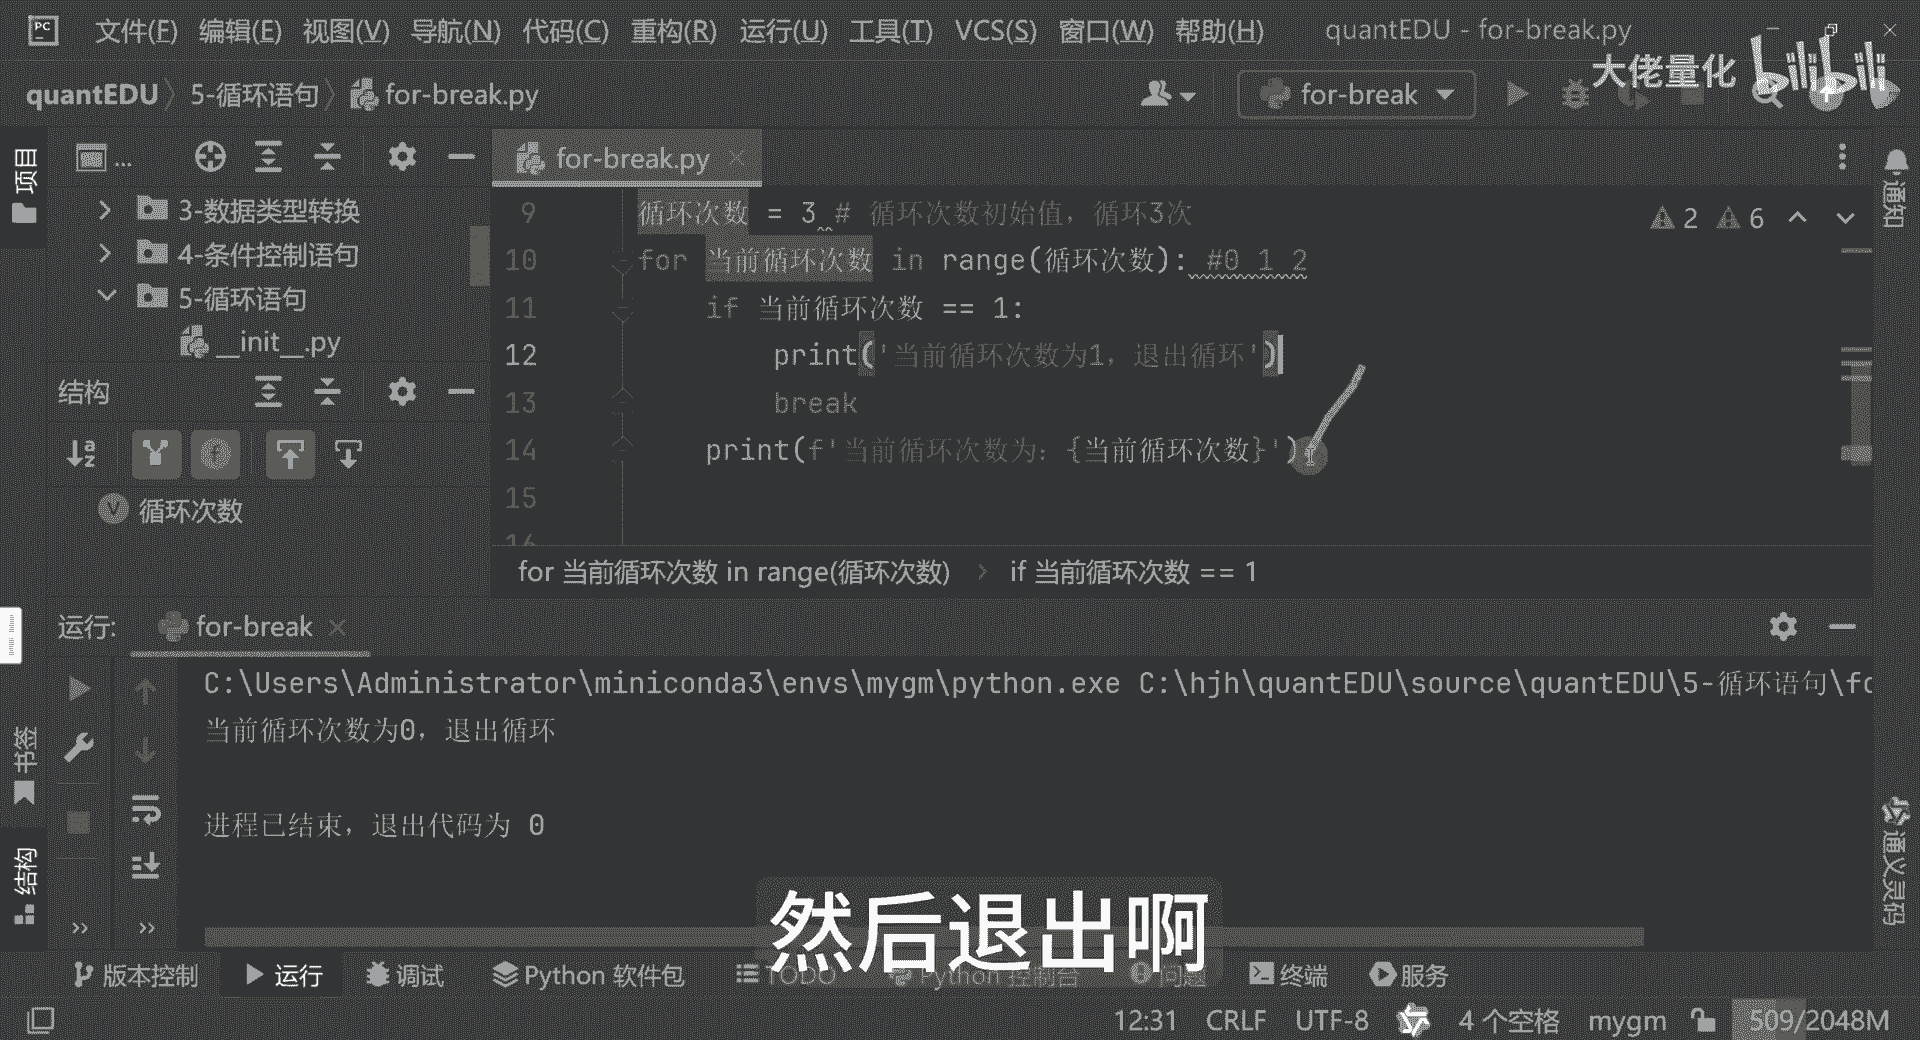 PC 文件(F) 编辑(E) 视图(V) 导航(N) 代码(C) 重构(R) 运行(U) 工具(T) VCS(S) 窗口(W) 帮助(H) quantEDU - for-break.py
大佬量化 bilibili
quantEDU 5-循环语句 for-break.py for-break
项目
...
for-break.py
通知
3-数据类型转换
4-条件控制语句
5-循环语句
__init__.py
结构
循环次数
9 循环次数 = 3 # 循环次数初始值，循环3次
2 6
10 for 当前循环次数 in range(循环次数): #0 1 2
11 if 当前循环次数 == 1:
12 print('当前循环次数为1，退出循环')
13 break
14 print(f'当前循环次数为：{当前循环次数}')
15
16
for 当前循环次数 in range(循环次数) if 当前循环次数 == 1
运行: for-break
C:\Users\Administrator\miniconda3\envs\mygm\python.exe C:\hjh\quantEDU\source\quantEDU\5-循环语句\fo
当前循环次数为0，退出循环
进程已结束，退出代码为 0
书签
结构
通义灵码
然后退出啊
版本控制 运行 调试 Python 软件包 TODO Python 控制台 问题 终端 服务
12:31 CRLF UTF-8 4 个空格 mygm 509/2048M